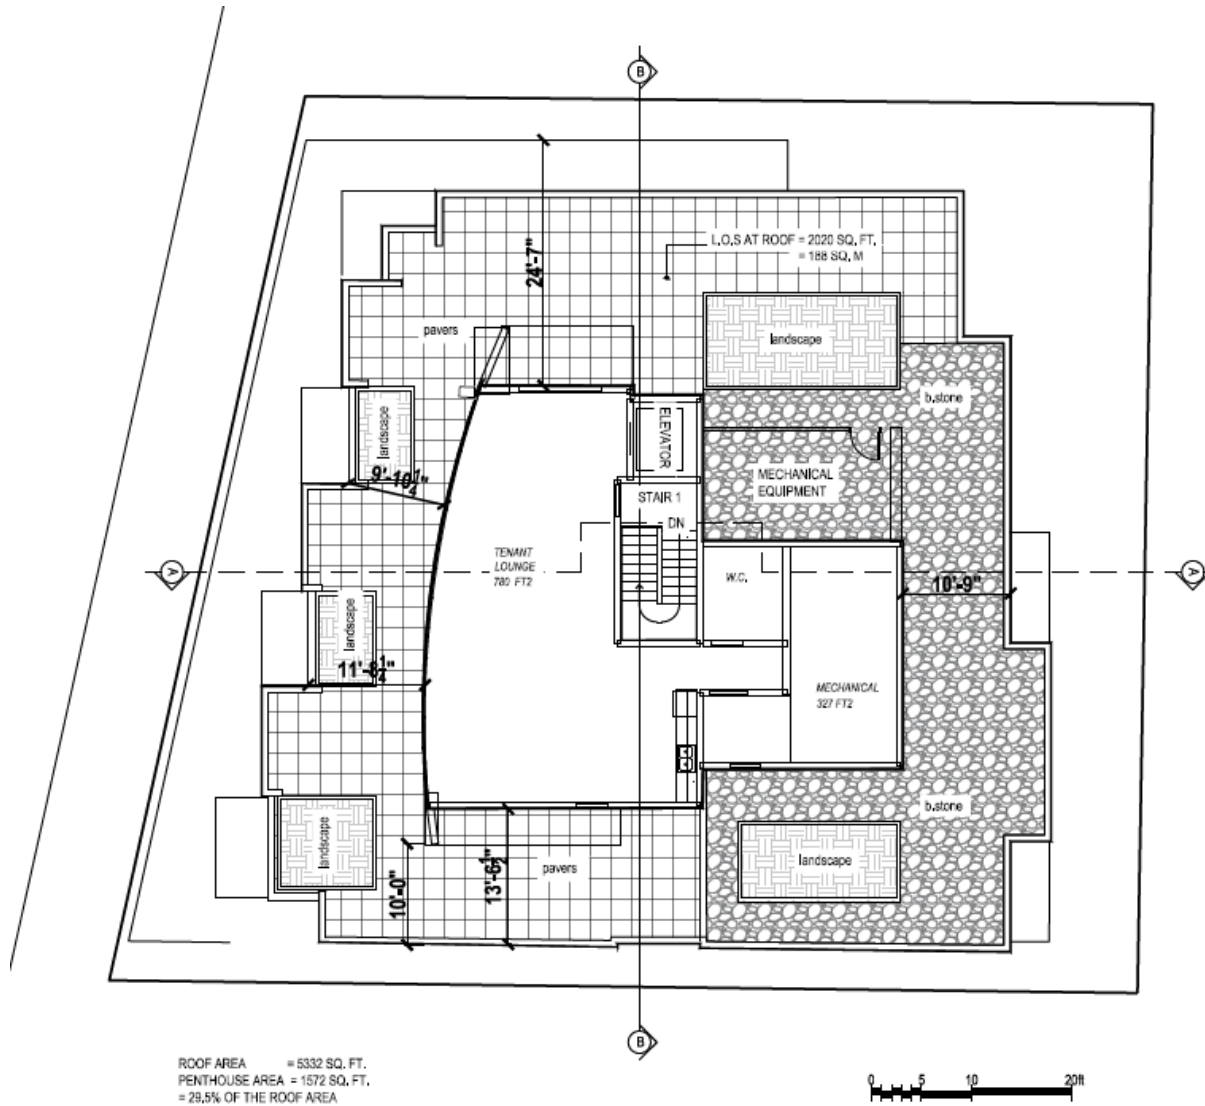 B
L.O.S AT ROOF = 2020 SQ. FT.
= 188 SQ. M
24'-7"
pavers
landscape
b.stone
landscape
ELEVATOR
MECHANICAL
EQUIPMENT
9'-10 1/4"
STAIR 1
DN
TENANT
LOUNGE
780 FT2
A
W.C.
10'-9"
A
landscape
11'-8 1/4"
MECHANICAL
327 FT2
b.stone
landscape
landscape
pavers
10'-0"
13'-6 1/2"
B
ROOF AREA = 5332 SQ. FT.
PENTHOUSE AREA = 1572 SQ. FT.
= 29.5% OF THE ROOF AREA
0 5 10 20ft